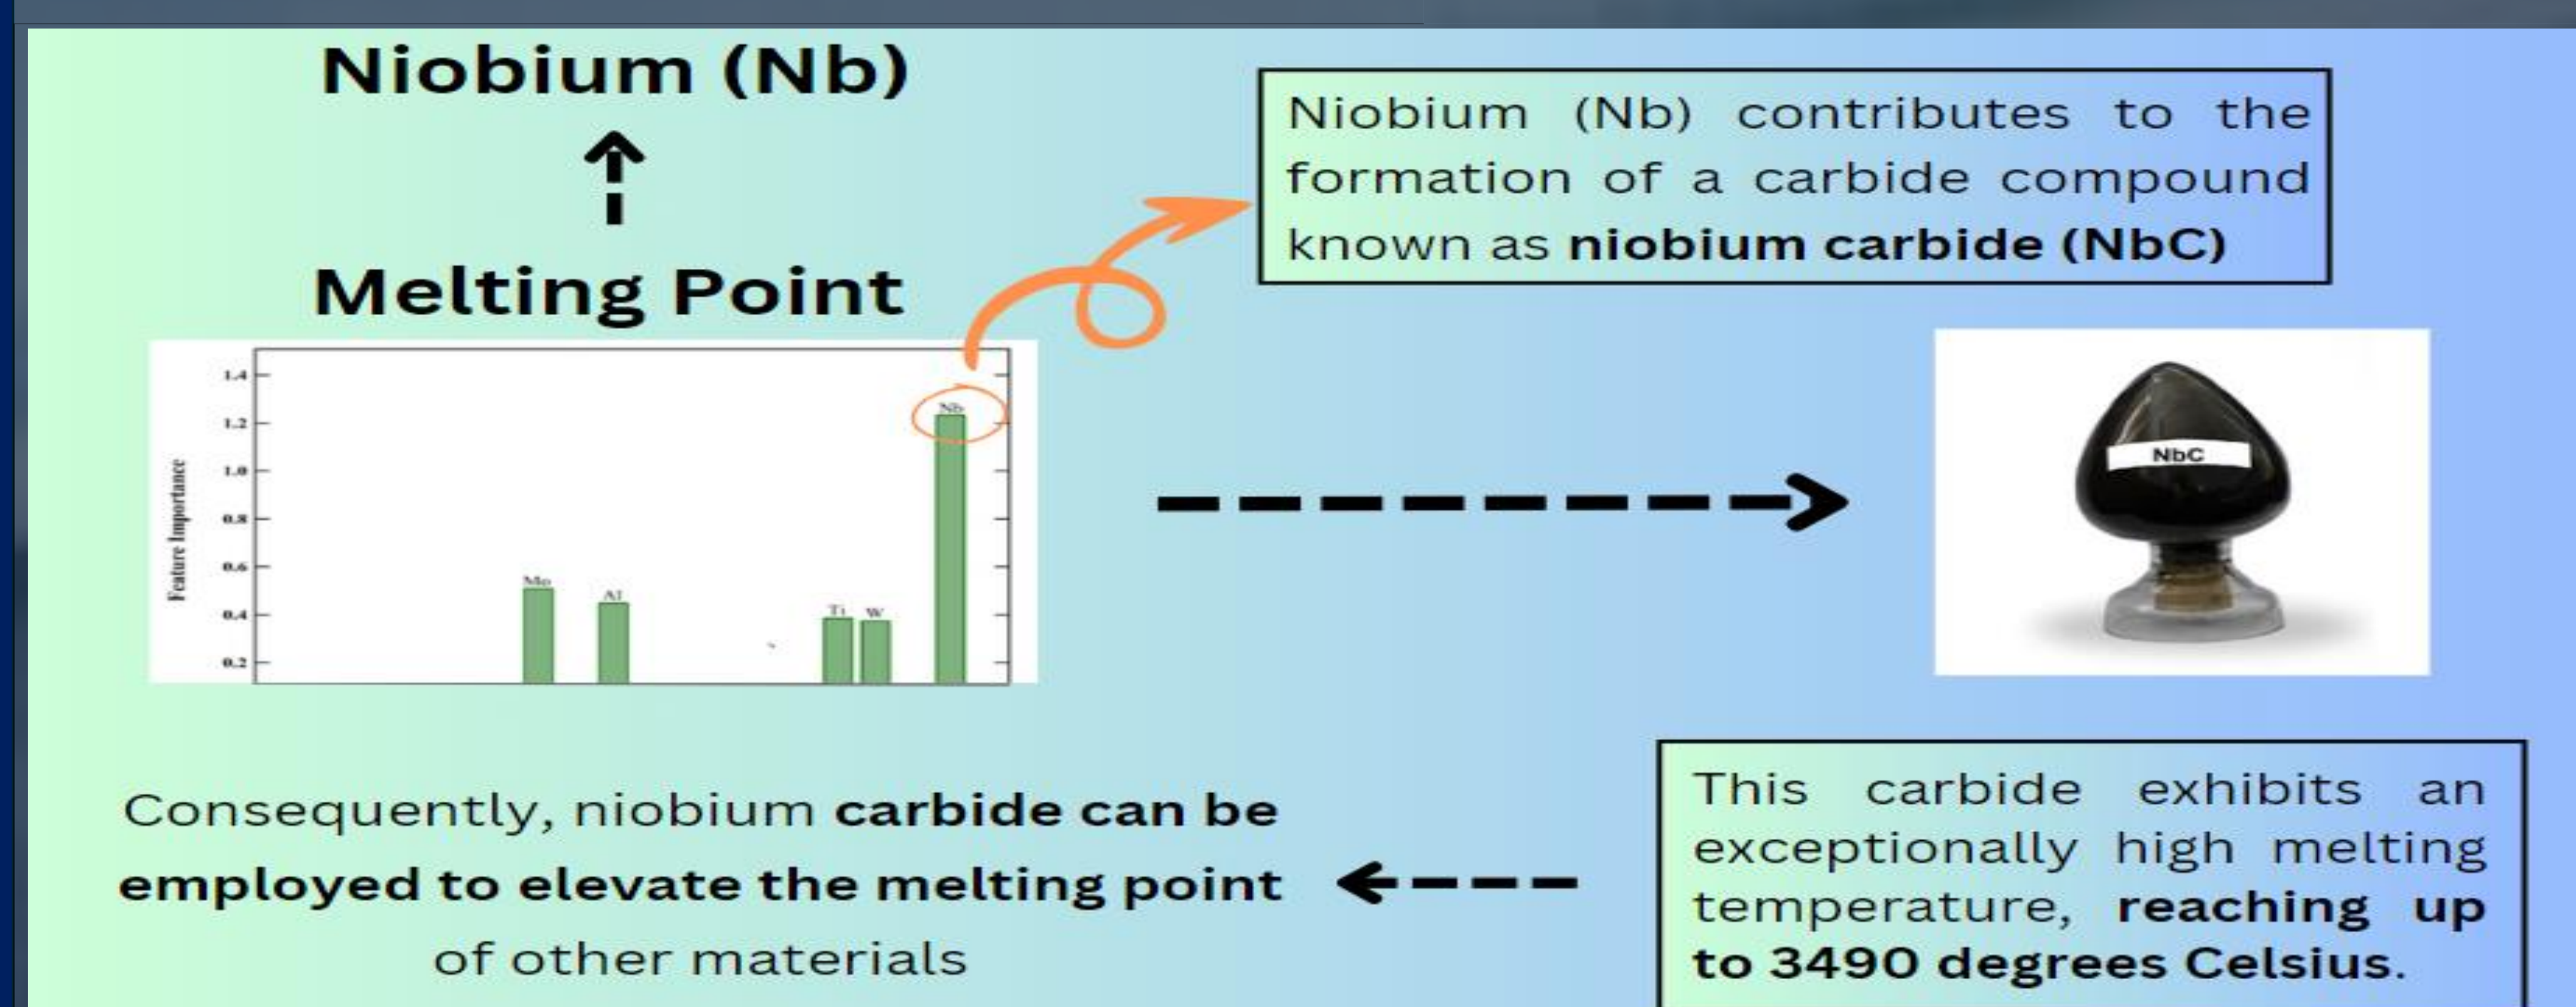 Niobium (Nb)
Melting Point
Niobium (Nb) contributes to the
formation of a carbide compound
known as niobium carbide (NbC)
1.4
1.2
1.0
0.8
0.6
0.4
0.2
Feature Importance
Mo
Al
Ti
W
Nb
NbC
This carbide exhibits an
exceptionally high melting
temperature, reaching up
to 3490 degrees Celsius.
Consequently, niobium carbide can be
employed to elevate the melting point
of other materials